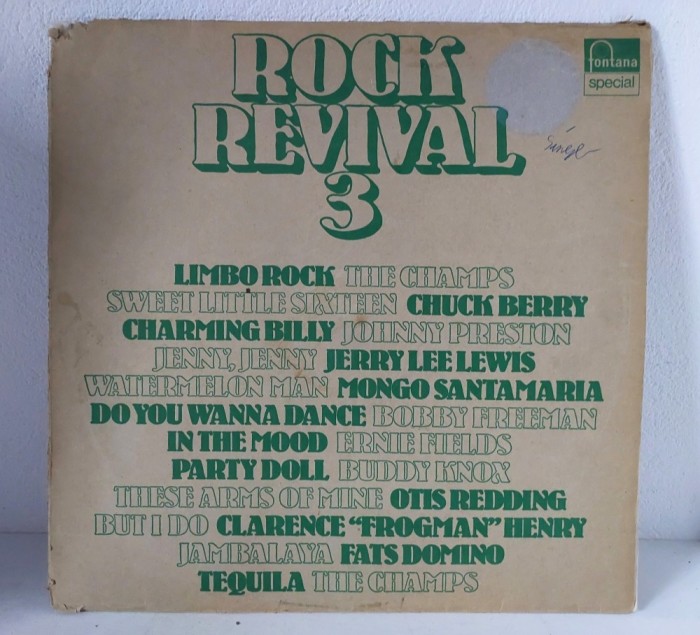 ROCK
REVIVAL
3
fontana
special
LIMBO ROCK THE CHAMPS
SWEET LITTLE SIXTEEN CHUCK BERRY
CHARMING BILLY JOHNNY PRESTON
JENNY, JENNY JERRY LEE LEWIS
WATERMELON MAN MONGO SANTAMARIA
DO YOU WANNA DANCE BOBBY FREEMAN
IN THE MOOD ERNIE FIELDS
PARTY DOLL BUDDY KNOX
THESE ARMS OF MINE OTIS REDDING
BUT I DO CLARENCE "FROGMAN" HENRY
JAMBALAYA FATS DOMINO
TEQUILA THE CHAMPS